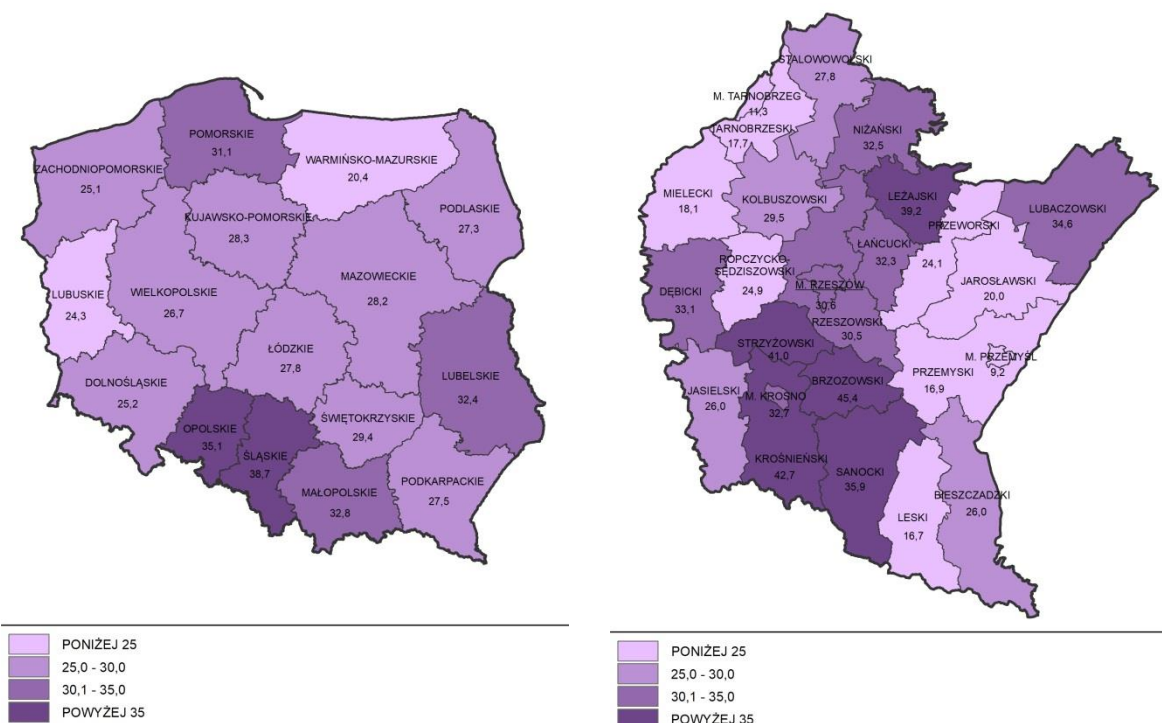 POMORSKIE
31,1
WARMIŃSKO-MAZURSKIE
20,4
ZACHODNIOPOMORSKIE
25,1
PODLASKIE
27,3
KUJAWSKO-POMORSKIE
28,3
MAZOWIECKIE
28,2
LUBUSKIE
24,3
WIELKOPOLSKIE
26,7
ŁÓDZKIE
27,8
LUBELSKIE
32,4
DOLNOŚLĄSKIE
25,2
ŚWIĘTOKRZYSKIE
29,4
OPOLSKIE
35,1
ŚLĄSKIE
38,7
PODKARPACKIE
27,5
MAŁOPOLSKIE
32,8
PONIŻEJ 25
25,0 - 30,0
30,1 - 35,0
POWYŻEJ 35
STALOWOWOLSKI
27,8
M. TARNOBRZEG
11,3
TARNOBRZESKI
17,7
NIŻAŃSKI
32,5
MIELECKI
18,1
KOLBUSZOWSKI
29,5
LEŻAJSKI
39,2
LUBACZOWSKI
34,6
PRZEWORSKI
24,1
ŁAŃCUCKI
32,3
ROPCZYCKO-
SĘDZISZOWSKI
24,9
M. RZESZÓW
30,6
JAROSŁAWSKI
20,0
DĘBICKI
33,1
RZESZOWSKI
30,5
STRZYŻOWSKI
41,0
M. PRZEMYŚL
9,2
PRZEMYSKI
16,9
JASIELSKI
26,0
BRZOZOWSKI
45,4
M. KROSNO
32,7
KROŚNIEŃSKI
42,7
SANOCKI
35,9
LESKI
16,7
BIESZCZADZKI
26,0
PONIŻEJ 25
25,0 - 30,0
30,1 - 35,0
POWYŻEJ 35